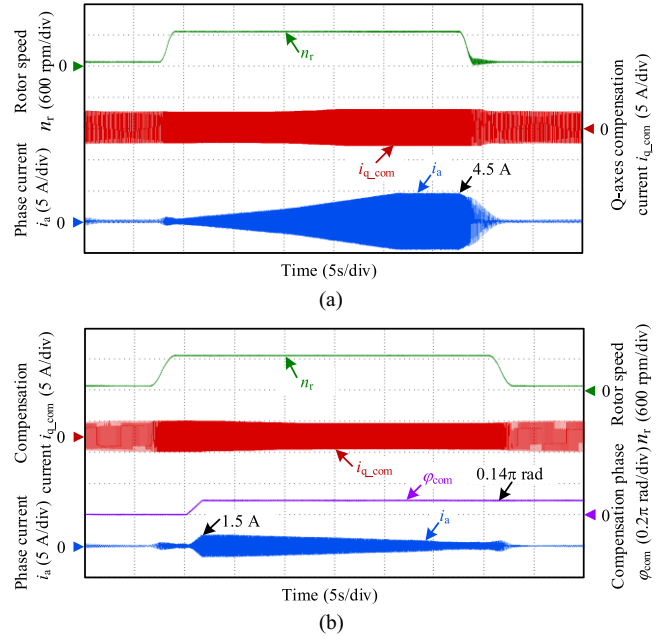 Rotor speed
n_r (600 rpm/div)
0
n_r
Q-axes compensation
current i_q_com (5 A/div)
0
i_q_com
Phase current
i_a (5 A/div)
0
i_a
4.5 A
Time (5s/div)
(a)
Compensation
current i_q_com (5 A/div)
0
n_r
Rotor speed
n_r (600 rpm/div)
0
i_q_com
φ_com
0.14π rad
Compensation phase
φ_com (0.2π rad/div)
0
Phase current
i_a (5 A/div)
0
1.5 A
i_a
Time (5s/div)
(b)